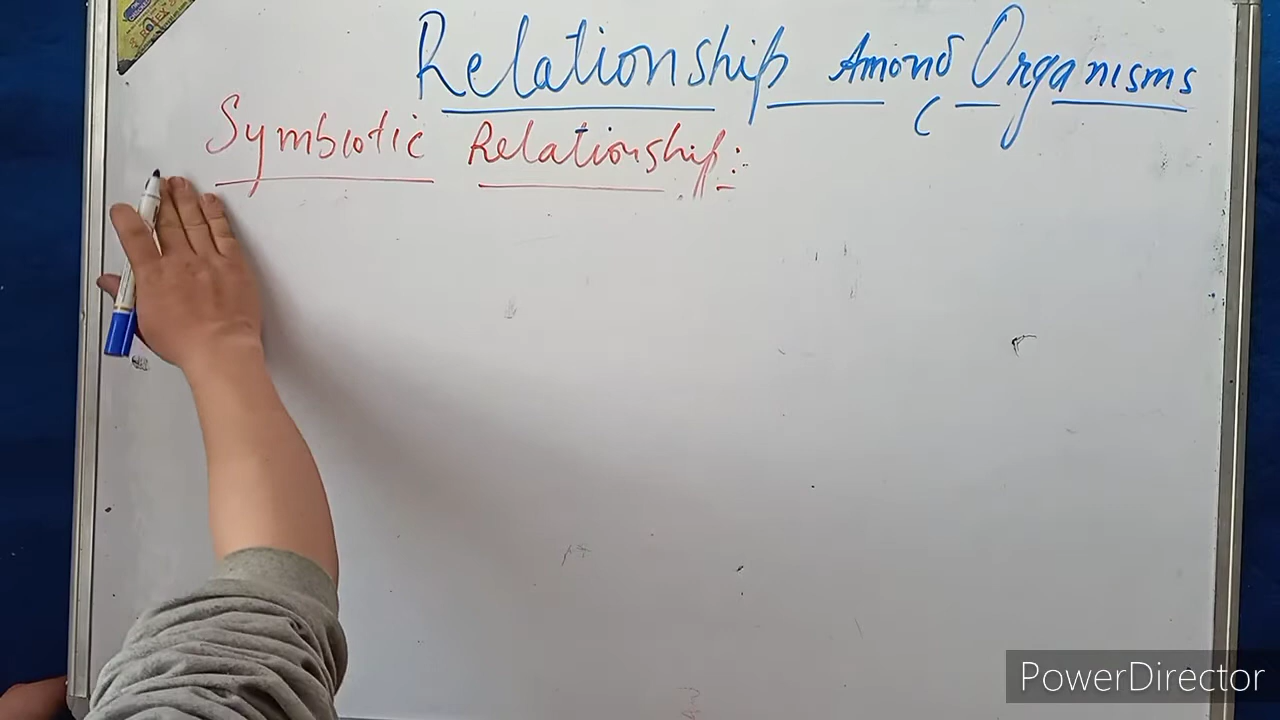 Relationship Among Organisms
Symbiotic Relationship:
PowerDirector